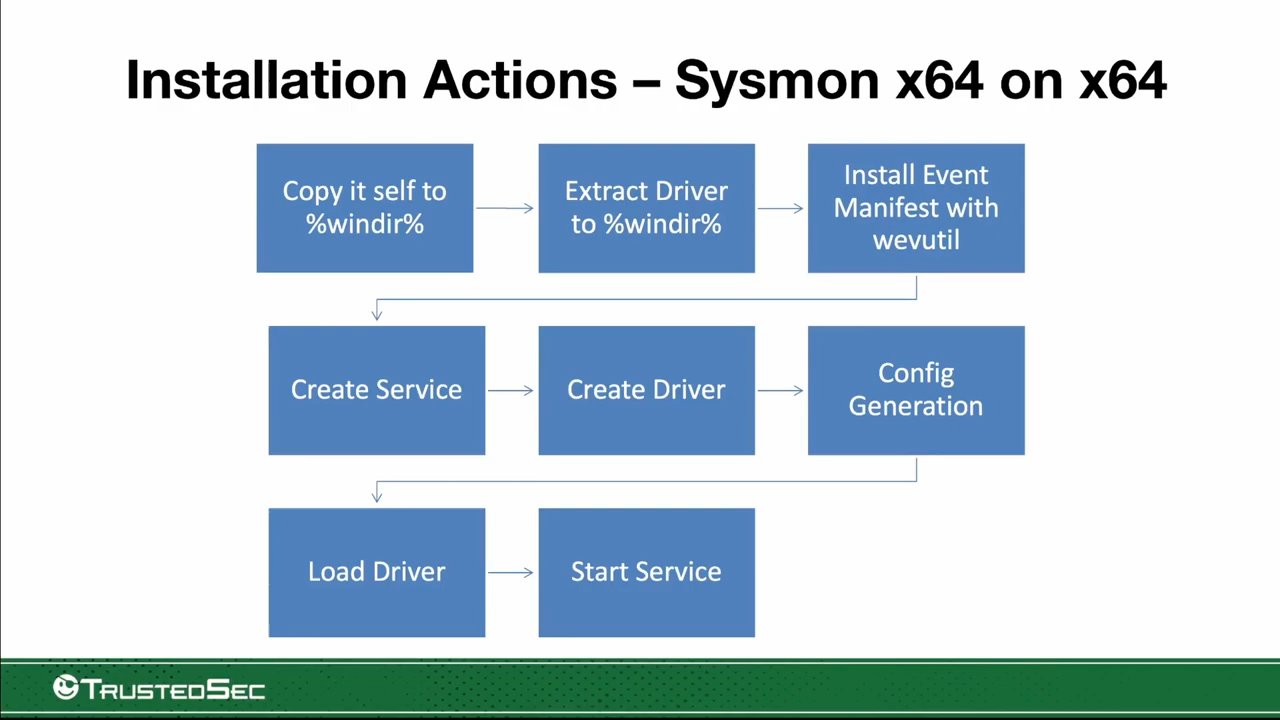 Installation Actions – Sysmon x64 on x64
Copy it self to
%windir%
Extract Driver
to %windir%
Install Event
Manifest with
wevutil
Create Service
Create Driver
Config
Generation
Load Driver
Start Service
TRUSTEDSEC